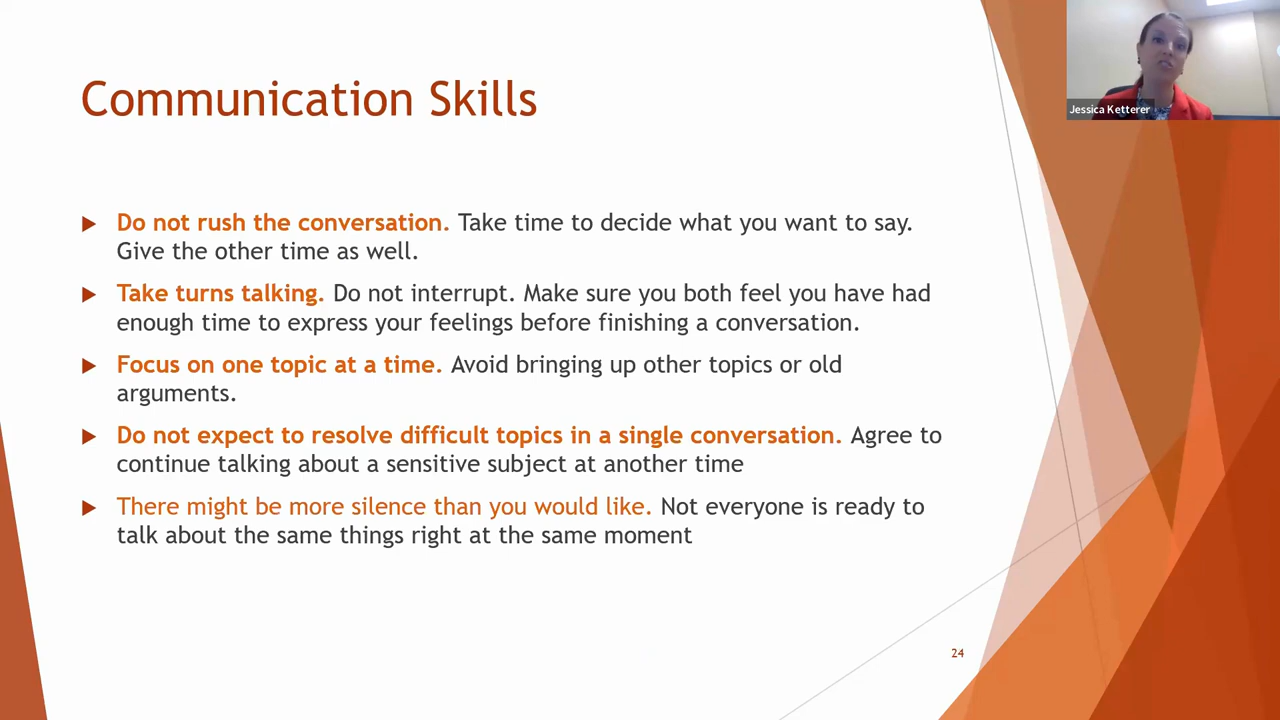 Communication Skills
Jessica Ketterer
Do not rush the conversation. Take time to decide what you want to say.
Give the other time as well.
Take turns talking. Do not interrupt. Make sure you both feel you have had
enough time to express your feelings before finishing a conversation.
Focus on one topic at a time. Avoid bringing up other topics or old
arguments.
Do not expect to resolve difficult topics in a single conversation. Agree to
continue talking about a sensitive subject at another time
There might be more silence than you would like. Not everyone is ready to
talk about the same things right at the same moment
24